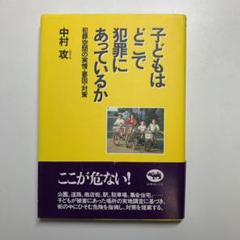 子どもは
どこで
犯罪に
あっているか
犯罪空間の実情・要因・対策
中村 攻
ここが危ない!
公園、道路、商店街、駅、駐車場、集合住宅…
子どもが被害にあった場所の実地調査に基づき、
街の中にひそむ危険を指摘し、対策を提案する。